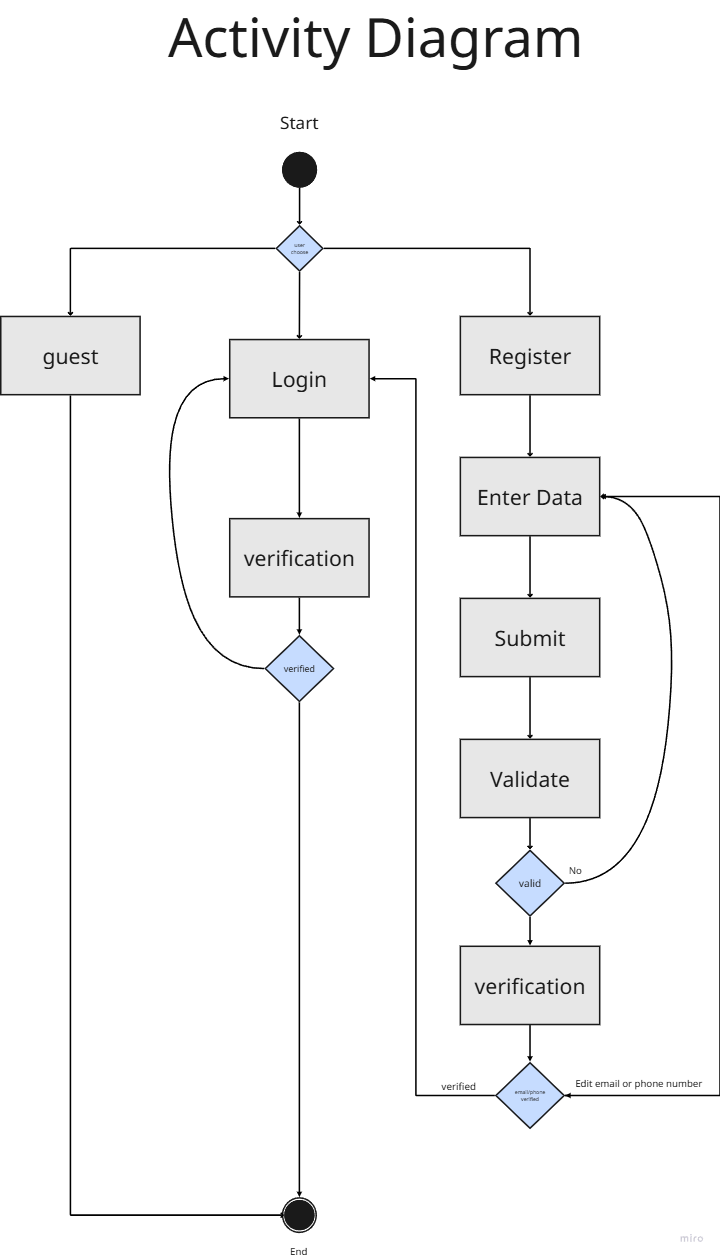 Activity Diagram
Start
user
choose
guest
Login
Register
Enter Data
verification
Submit
verified
Validate
valid
No
verification
verified
email/phone
verified
Edit email or phone number
End
miro